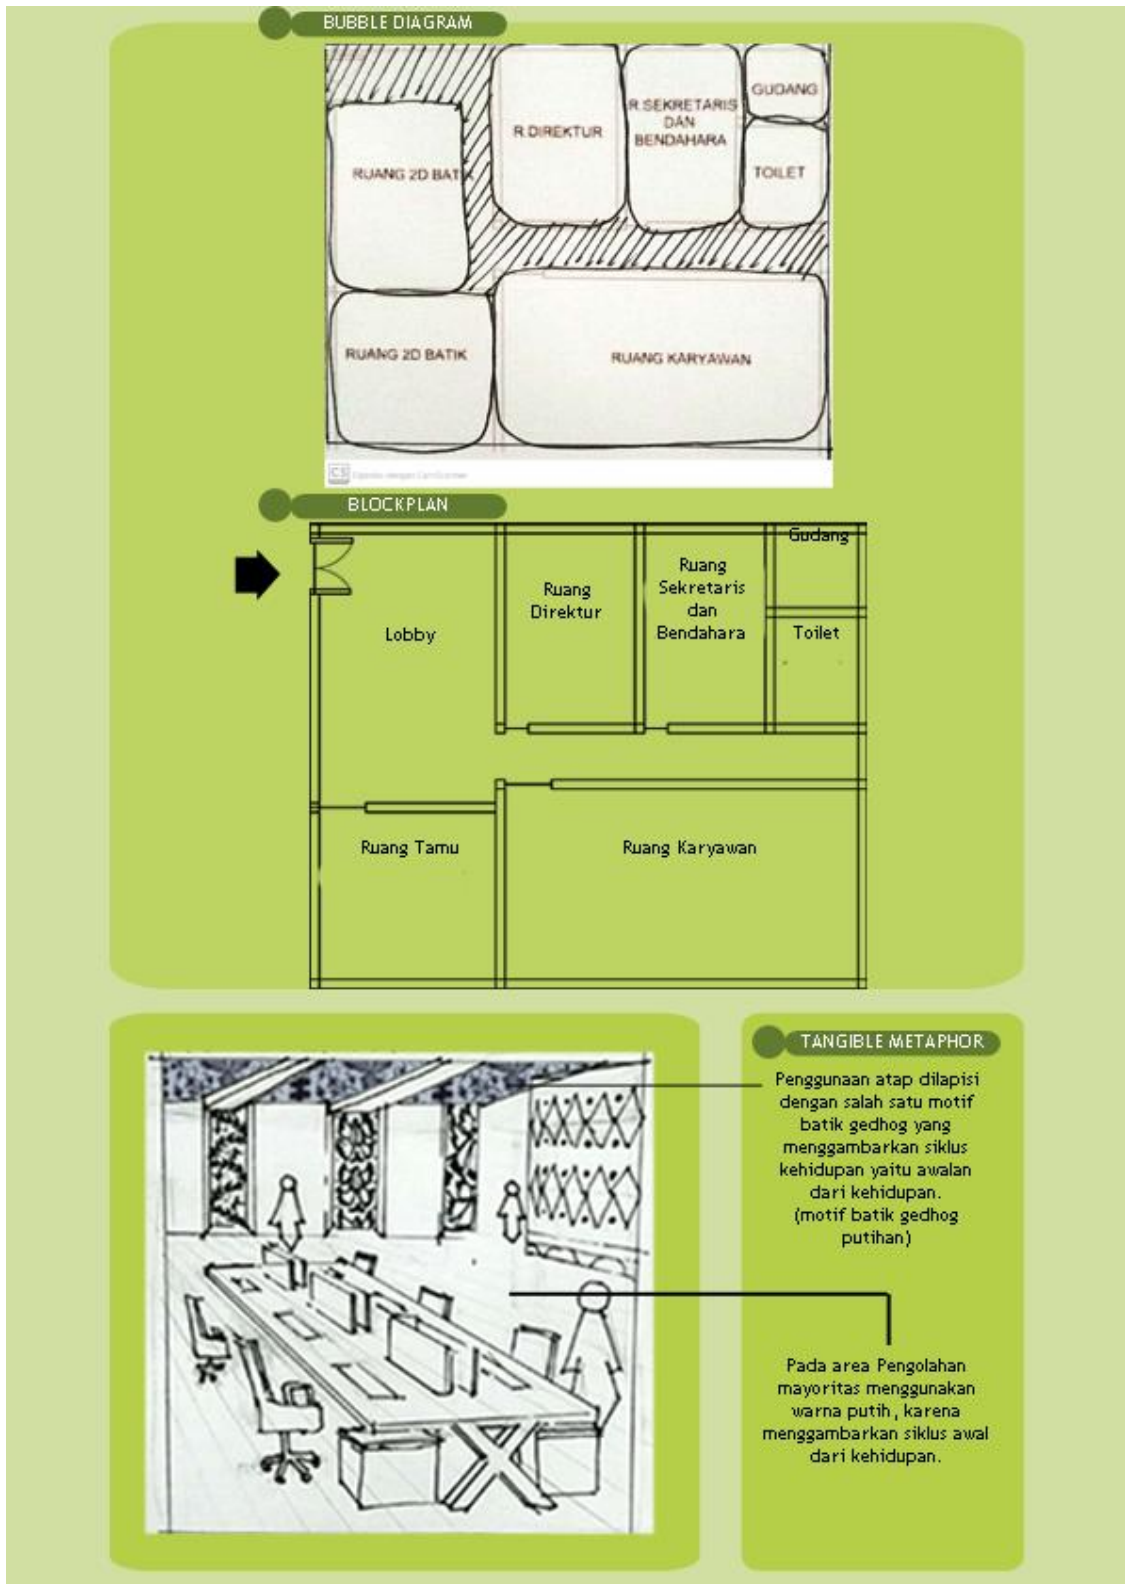 BUBBLE DIAGRAM
GUDANG
R.SEKRETARIS
DAN
BENDAHARA
R.DIREKTUR
RUANG 2D BATIK
TOILET
RUANG 2D BATIK
RUANG KARYAWAN
CS
BLOCKPLAN
Gudang
Ruang
Sekretaris
dan
Bendahara
Ruang
Direktur
Lobby
Toilet
Ruang Tamu
Ruang Karyawan
TANGIBLE METAPHOR
Penggunaan atap dilapisi
dengan salah satu motif
batik gedhog yang
menggambarkan siklus
kehidupan yaitu awalan
dari kehidupan.
(motif batik gedhog
putihan)
Pada area Pengolahan
mayoritas menggunakan
warna putih, karena
menggambarkan siklus awal
dari kehidupan.